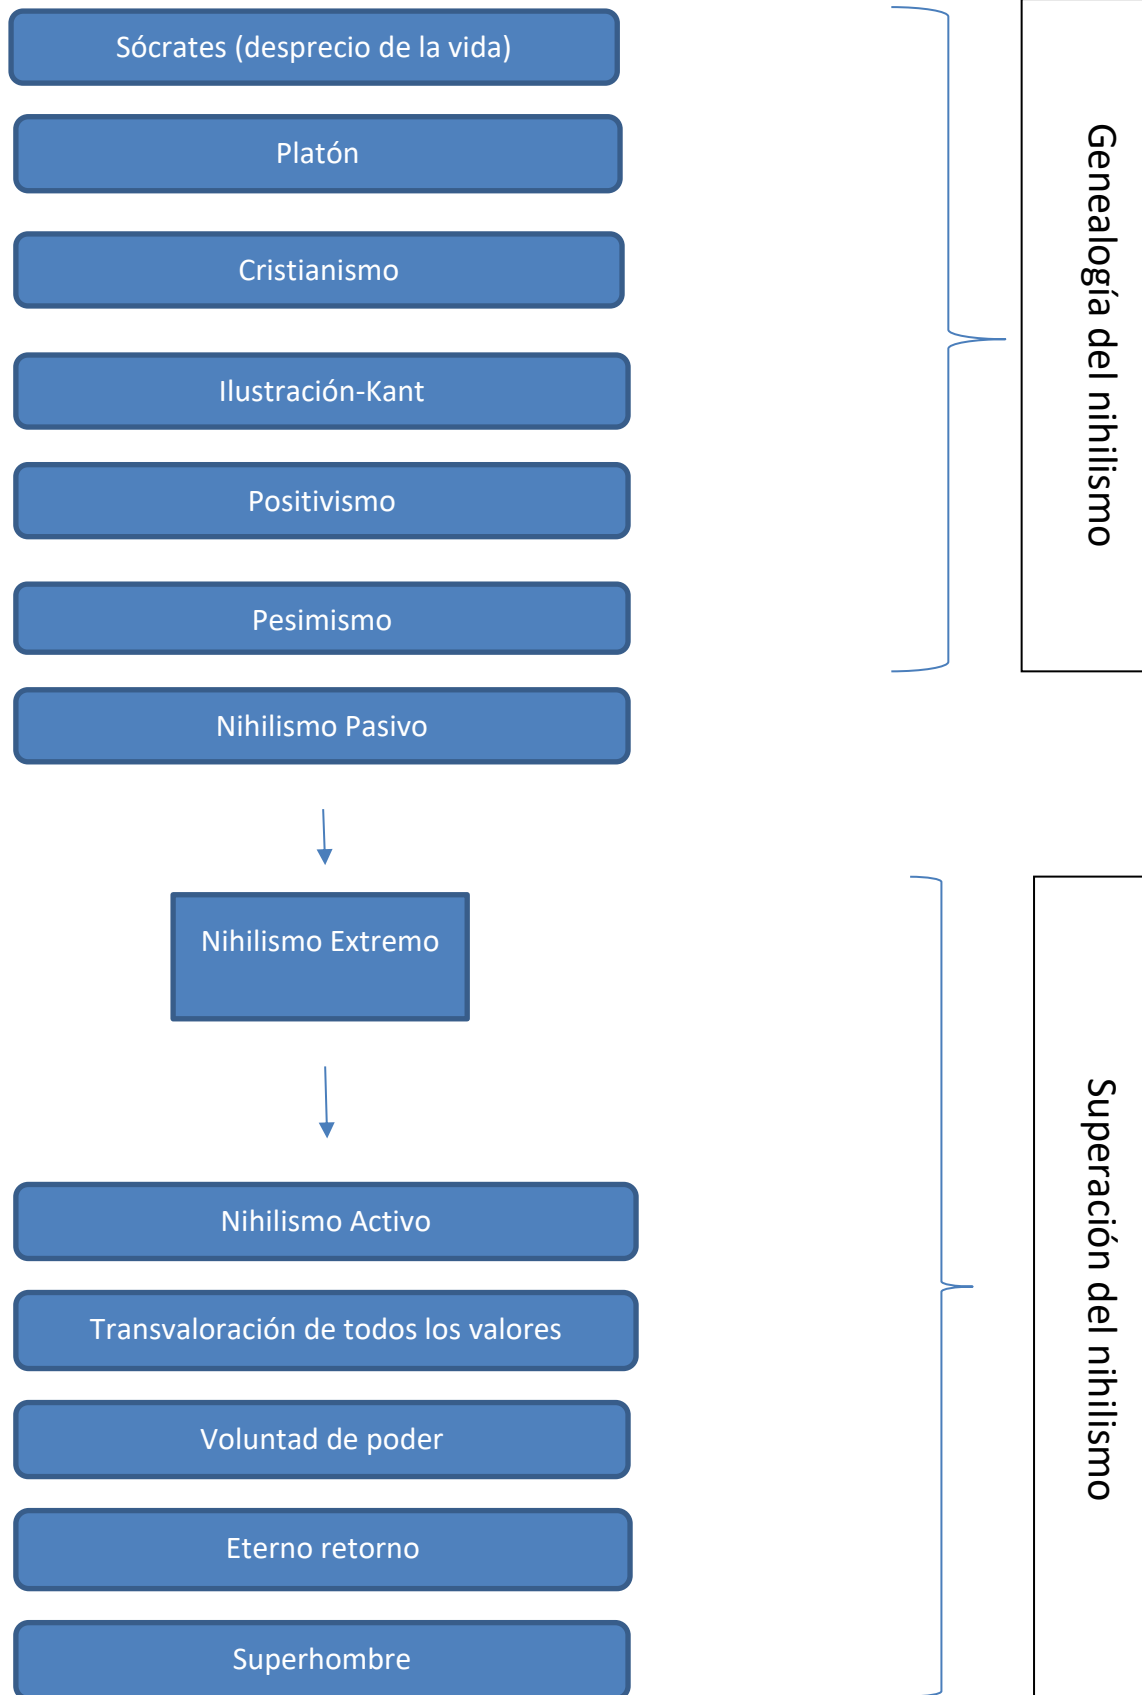 Sócrates (desprecio de la vida)
Platón
Cristianismo
Ilustración-Kant
Positivismo
Pesimismo
Nihilismo Pasivo
Genealogía del nihilismo
Nihilismo Extremo
Nihilismo Activo
Transvaloración de todos los valores
Voluntad de poder
Eterno retorno
Superhombre
Superación del nihilismo